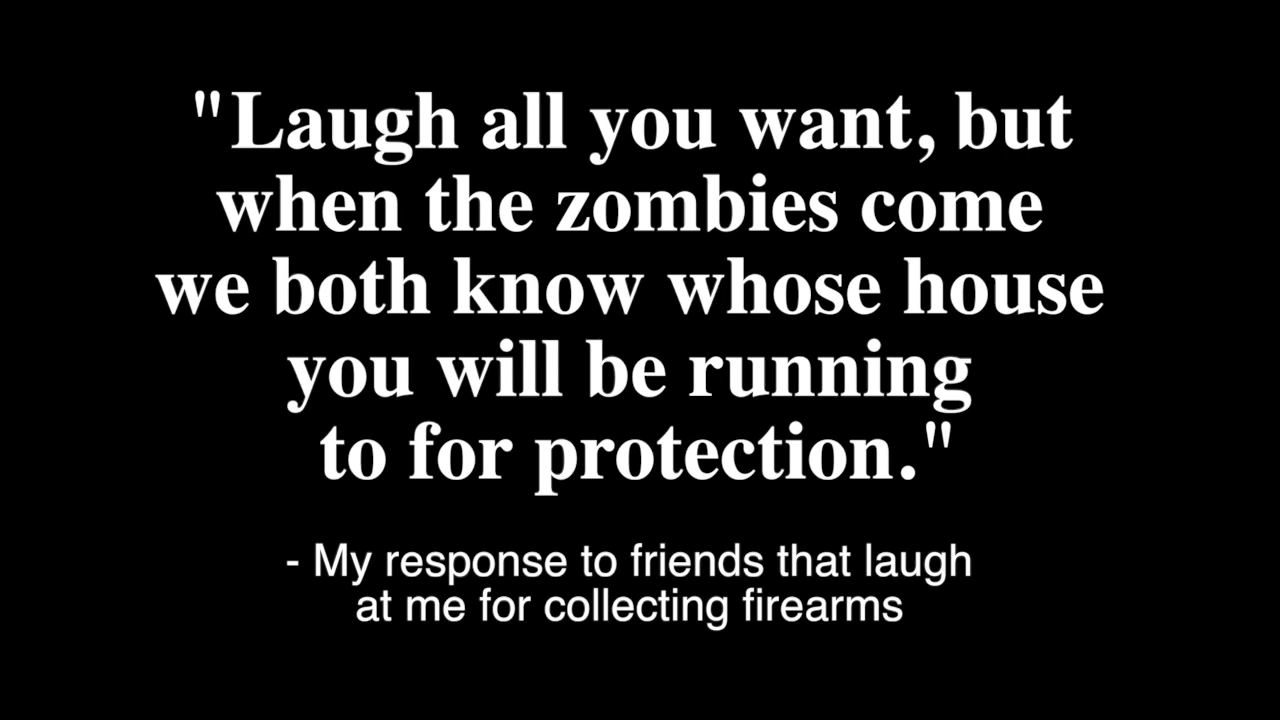 "Laugh all you want, but
when the zombies come
we both know whose house
you will be running
to for protection."
- My response to friends that laugh
at me for collecting firearms